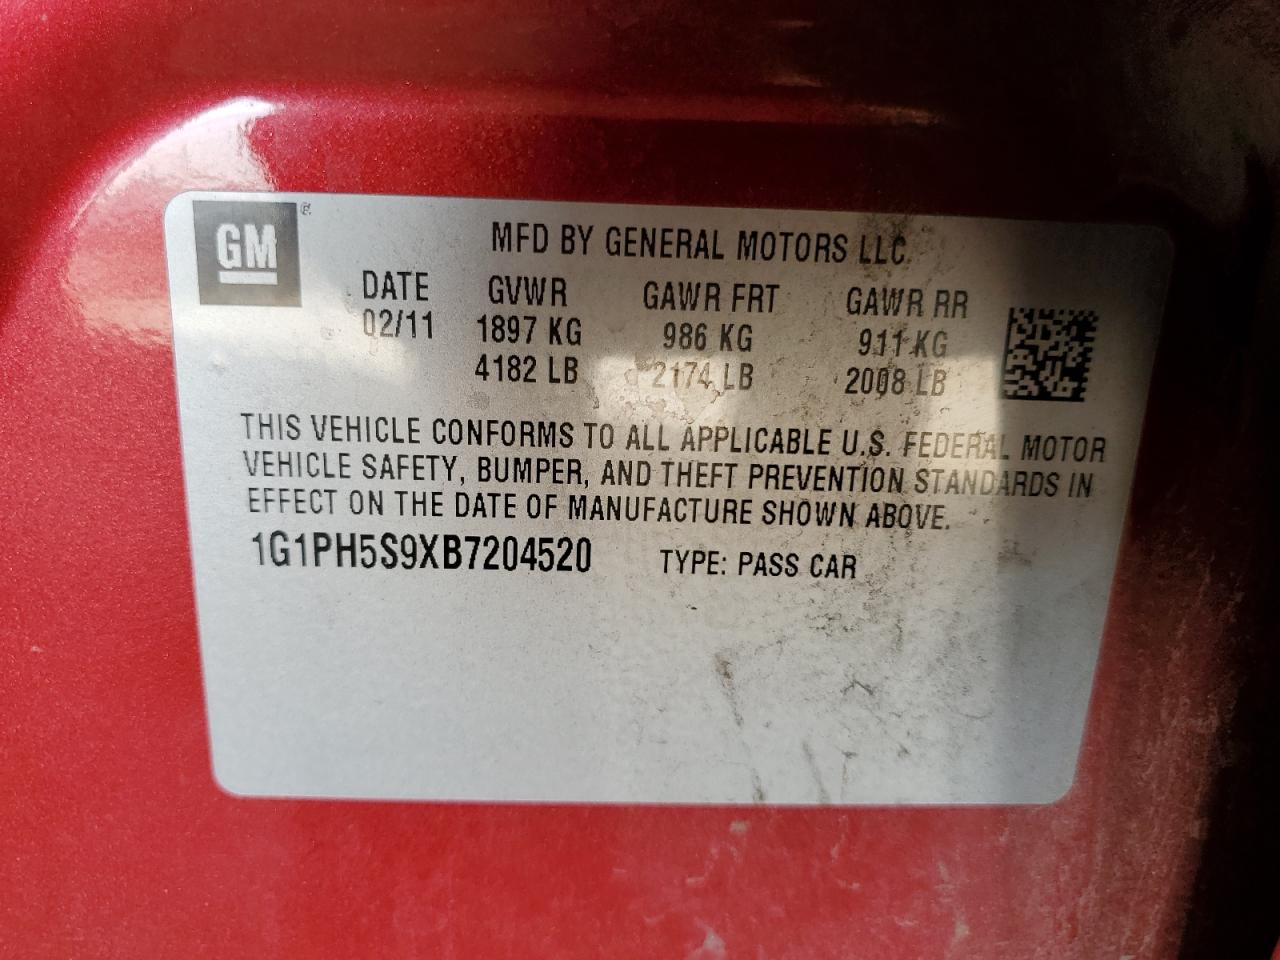 GM
MFD BY GENERAL MOTORS LLC
DATE GVWR GAWR FRT GAWR RR
02/11 1897 KG 986 KG 911 KG
4182 LB 2174 LB 2008 LB
THIS VEHICLE CONFORMS TO ALL APPLICABLE U.S. FEDERAL MOTOR
VEHICLE SAFETY, BUMPER, AND THEFT PREVENTION STANDARDS IN
EFFECT ON THE DATE OF MANUFACTURE SHOWN ABOVE.
1G1PH5S9XB7204520 TYPE: PASS CAR